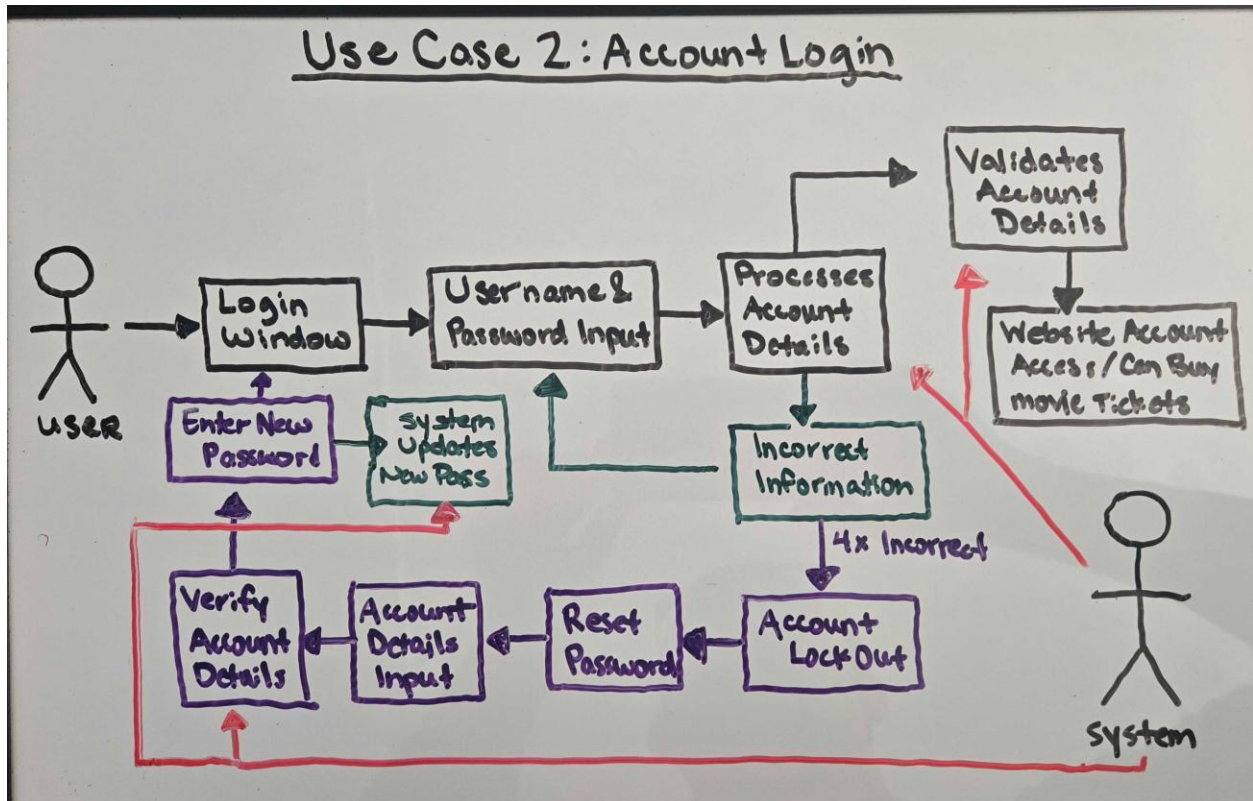 Use Case 2: Account Login
Validates
Account
Details
Login
Window
Username &
Password Input
Processes
Account
Details
Website Account
Access/Can Buy
movie Tickets
user
Enter New
Password
System
Updates
New Pass
Incorrect
Information
4x Incorrect
Verify
Account
Details
Account
Details
Input
Reset
Password
Account
Lock Out
system